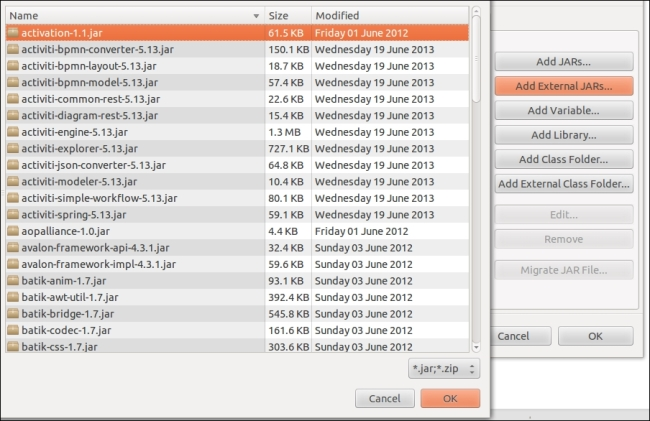 Name Size Modified
activation-1.1.jar 61.5 KB Friday 01 June 2012
activiti-bpmn-converter-5.13.jar 150.1 KB Wednesday 19 June 2013
activiti-bpmn-layout-5.13.jar 18.7 KB Wednesday 19 June 2013
activiti-bpmn-model-5.13.jar 57.4 KB Wednesday 19 June 2013
activiti-common-rest-5.13.jar 22.6 KB Wednesday 19 June 2013
activiti-diagram-rest-5.13.jar 15.4 KB Wednesday 19 June 2013
activiti-engine-5.13.jar 1.3 MB Wednesday 19 June 2013
activiti-explorer-5.13.jar 727.1 KB Wednesday 19 June 2013
activiti-json-converter-5.13.jar 64.8 KB Wednesday 19 June 2013
activiti-modeler-5.13.jar 10.4 KB Wednesday 19 June 2013
activiti-simple-workflow-5.13.jar 80.1 KB Wednesday 19 June 2013
activiti-spring-5.13.jar 59.1 KB Wednesday 19 June 2013
aopalliance-1.0.jar 4.4 KB Friday 01 June 2012
avalon-framework-api-4.3.1.jar 32.4 KB Sunday 03 June 2012
avalon-framework-impl-4.3.1.jar 59.6 KB Sunday 03 June 2012
batik-anim-1.7.jar 93.1 KB Sunday 03 June 2012
batik-awt-util-1.7.jar 392.4 KB Sunday 03 June 2012
batik-bridge-1.7.jar 545.8 KB Sunday 03 June 2012
batik-codec-1.7.jar 161.6 KB Sunday 03 June 2012
batik-css-1.7.jar 303.6 KB Sunday 03 June 2012
*.jar;*.zip
Cancel OK
Add JARs...
Add External JARs...
Add Variable...
Add Library...
Add Class Folder...
Add External Class Folder...
Edit...
Remove
Migrate JAR File...
Cancel OK